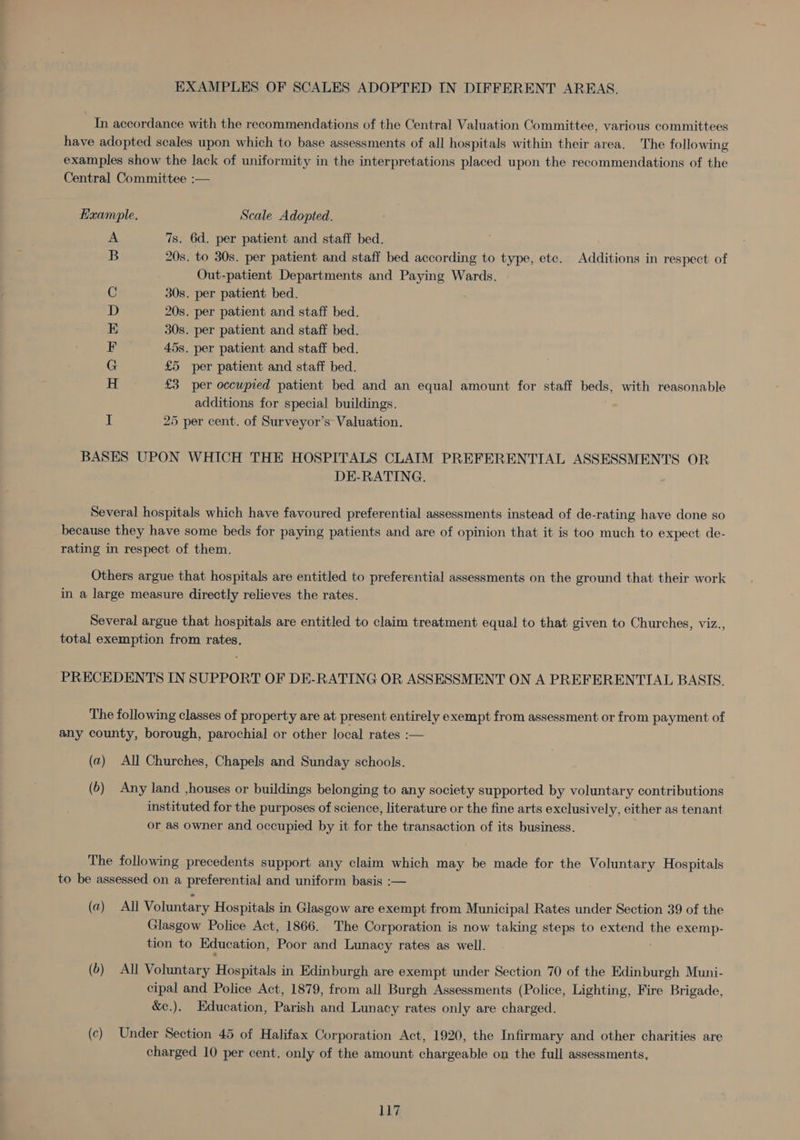 EXAMPLES OF SCALES ADOPTED IN DIFFERENT AREAS.
In accordance with the recommendations of the Central Valuation Committee, various committees
have adopted scales upon which to base assessments of all hospitals within their area. The following
examples show the lack of uniformity in the interpretations placed upon the recommendations of the
Central Committee :—
Example. Scale Adopted.
A 7s. 6d. per patient and staff bed.
B 20s. to 30s. per patient and staff bed according to type, etc. Additions in respect of
Out-patient Departments and Paying Wards.
C 30s. per patient bed.
D 20s. per patient and staff bed.
E 30s. per patient and staff bed.
F 45s. per patient and staff bed.
G £5 per patient and staff bed.
H £3 per occupied patient bed and an equal amount for staff beds, with reasonable
additions for special buildings.
I 25 per cent. of Surveyor's Valuation.
BASES UPON WHICH THE HOSPITALS CLAIM PREFERENTIAL ASSESSMENTS OR
DE-RATING.
Several hospitals which have favoured preferential assessments instead of de-rating have done so
because they have some beds for paying patients and are of opinion that it is too much to expect de-
rating in respect of them.
Others argue that hospitals are entitled to preferential assessments on the ground that their work
in a large measure directly relieves the rates.
Several argue that hospitals are entitled to claim treatment equal to that given to Churches, viz.,
total exemption from rates.
PRECEDENTS IN SUPPORT OF DE-RATING OR ASSESSMENT ON A PREFERENTIAL BASIS.
The following classes of property are at present entirely exempt from assessment or from payment of
any county, borough, parochial or other local rates :—
(a) All Churches, Chapels and Sunday schools.
(b) Any land ,houses or buildings belonging to any society supported by voluntary contributions
instituted for the purposes of science, literature or the fine arts exclusively, either as tenant
or as owner and occupied by it for the transaction of its business.
The following precedents support any claim which may be made for the Voluntary Hospitals
to be assessed on a preferential and uniform basis :—
(a) All Voluntary Hospitals in Glasgow are exempt from Municipal Rates under Section 39 of the
Glasgow Police Act, 1866. The Corporation is now taking steps to extend the exemp-
tion to Education, Poor and Lunacy rates as well.
(b) All Voluntary Hospitals in Edinburgh are exempt under Section 70 of the Edinburgh Muni-
cipal and Police Act, 1879, from all Burgh Assessments (Police, Lighting, Fire Brigade,
&c.). Education, Parish and Lunacy rates only are charged.
(c) Under Section 45 of Halifax Corporation Act, 1920, the Infirmary and other charities are
charged 10 per cent. only of the amount chargeable on the full assessments.
117